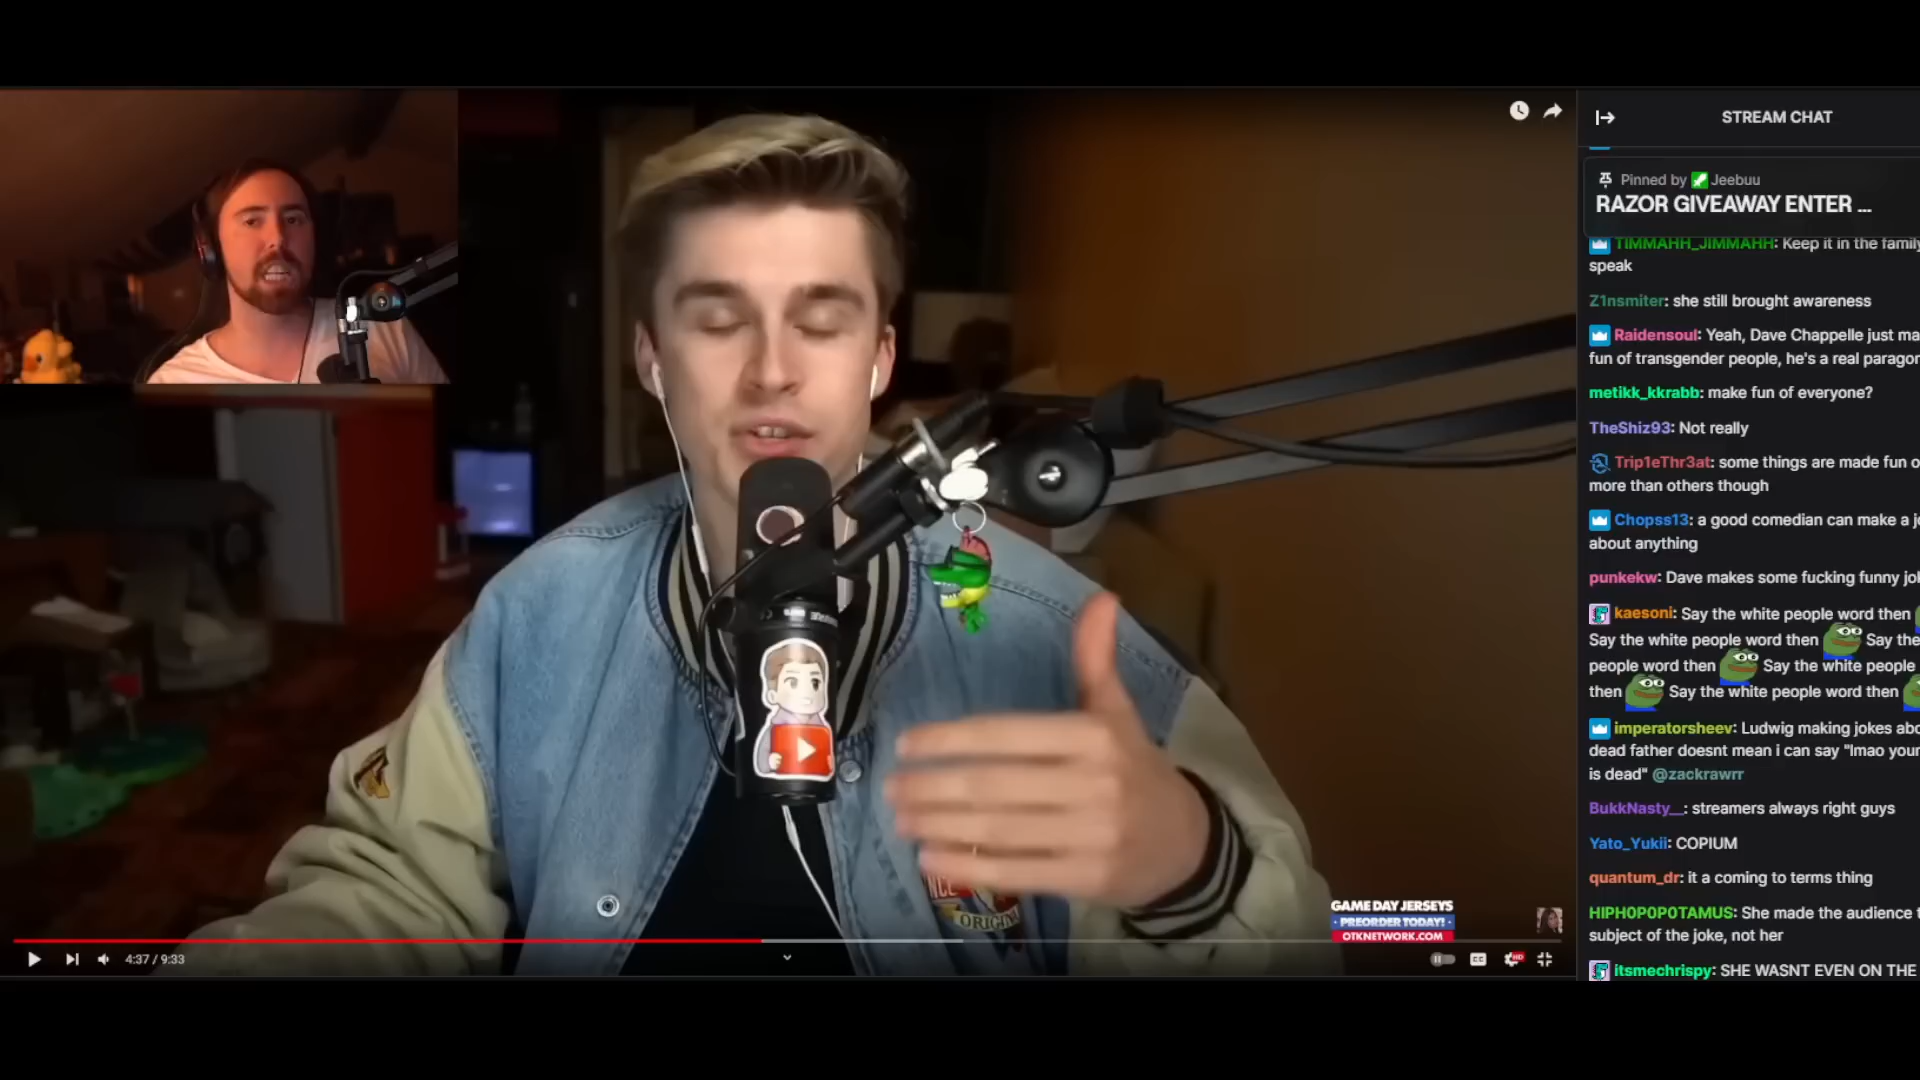 STREAM CHAT
Pinned by Jeebuu
RAZOR GIVEAWAY ENTER ...
TIMMAHH_JIMMAHH: Keep it in the family
speak
Z1nsmiter: she still brought awareness
Raidensoul: Yeah, Dave Chappelle just ma
fun of transgender people, he's a real paragon
metikk_kkrabb: make fun of everyone?
TheShiz93: Not really
Trip1eThr3at: some things are made fun o
more than others though
Chopss13: a good comedian can make a jo
about anything
punkekw: Dave makes some fucking funny jok
kaesoni: Say the white people word then
Say the white people word then Say the
people word then Say the white people
then Say the white people word then
imperatorsheev: Ludwig making jokes abo
dead father doesnt mean i can say "lmao your
is dead" @zackrawrr
BukkNasty__: streamers always right guys
Yato_Yukii: COPIUM
quantum_dr: it a coming to terms thing
HIPH0P0P0TAMUS: She made the audience t
subject of the joke, not her
itsmechrispy: SHE WASNT EVEN ON THE
NCE
ORIGIN
GAME DAY JERSEYS
PREORDER TODAY!
OTKNETWORK.COM
4:37 / 9:33
CC
HD